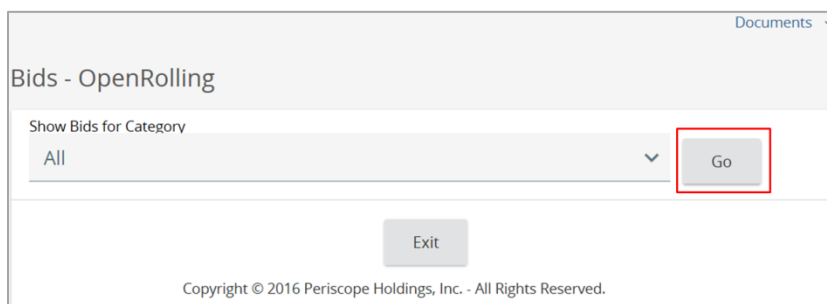 Documents
Bids - OpenRolling
Show Bids for Category
All
Go
Exit
Copyright © 2016 Periscope Holdings, Inc. - All Rights Reserved.